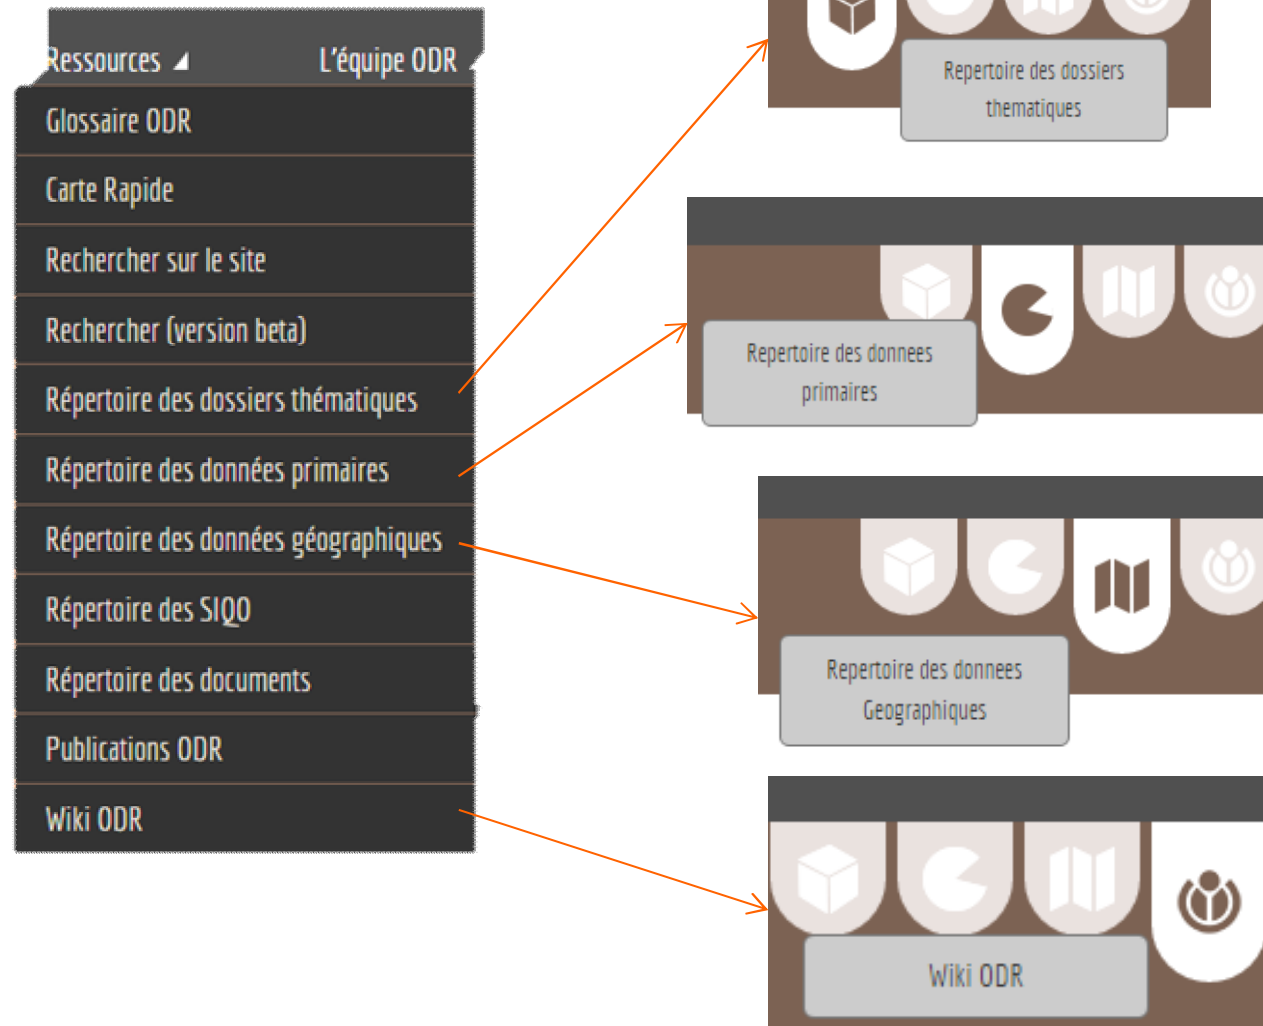 Ressources L'équipe ODR
Glossaire ODR
Carte Rapide
Rechercher sur le site
Rechercher (version beta)
Répertoire des dossiers thématiques
Répertoire des données primaires
Répertoire des données géographiques
Répertoire des SIQO
Répertoire des documents
Publications ODR
Wiki ODR
Repertoire des dossiers
thematiques
Repertoire des donnees
primaires
Repertoire des donnees
Geographiques
Wiki ODR